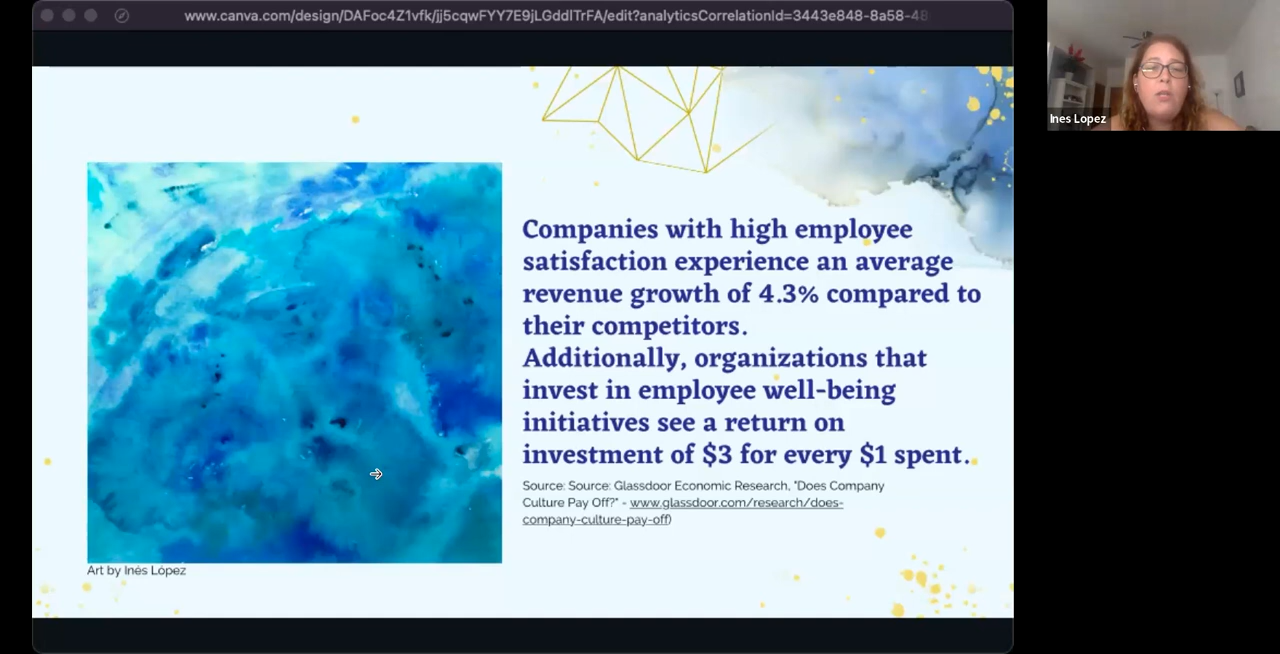 www.canva.com/design/DAFoc4Z1vfk/jj5cqwFYY7E9jLGddlTrFA/edit?analyticsCorrelationId=3443e848-8a58-48
Ines Lopez
Companies with high employee
satisfaction experience an average
revenue growth of 4.3% compared to
their competitors.
Additionally, organizations that
invest in employee well-being
initiatives see a return on
investment of $3 for every $1 spent.
Source: Source: Glassdoor Economic Research, "Does Company
Culture Pay Off?" - www.glassdoor.com/research/does-
company-culture-pay-off)
Art by Inés López